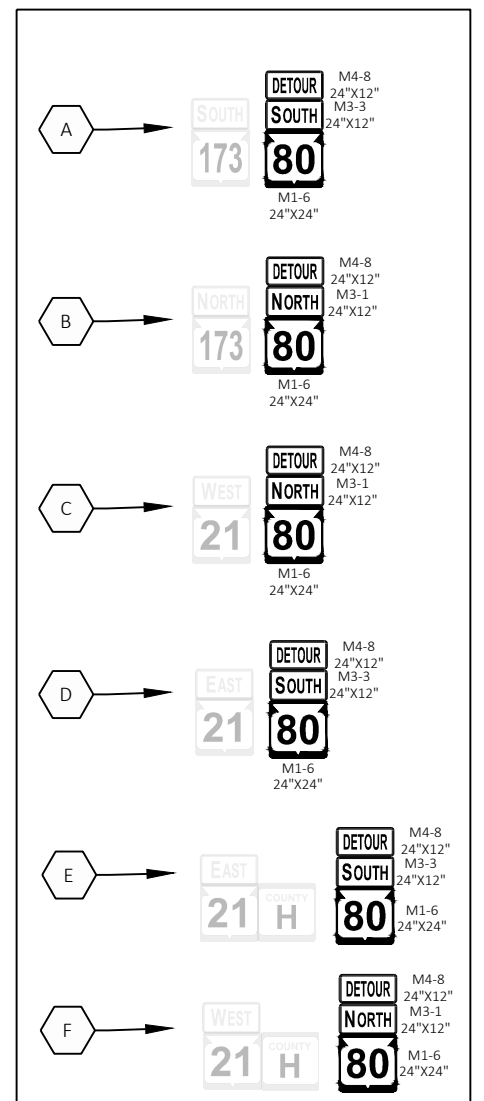 A
SOUTH
173
DETOUR
SOUTH
80
M4-8
24"X12"
M3-3
24"X12"
M1-6
24"X24"
B
NORTH
173
DETOUR
NORTH
80
M4-8
24"X12"
M3-1
24"X12"
M1-6
24"X24"
C
WEST
21
DETOUR
NORTH
80
M4-8
24"X12"
M3-1
24"X12"
M1-6
24"X24"
D
EAST
21
DETOUR
SOUTH
80
M4-8
24"X12"
M3-3
24"X12"
M1-6
24"X24"
E
EAST
21
COUNTY
H
DETOUR
SOUTH
80
M4-8
24"X12"
M3-3
24"X12"
M1-6
24"X24"
F
WEST
21
COUNTY
H
DETOUR
NORTH
80
M4-8
24"X12"
M3-1
24"X12"
M1-6
24"X24"